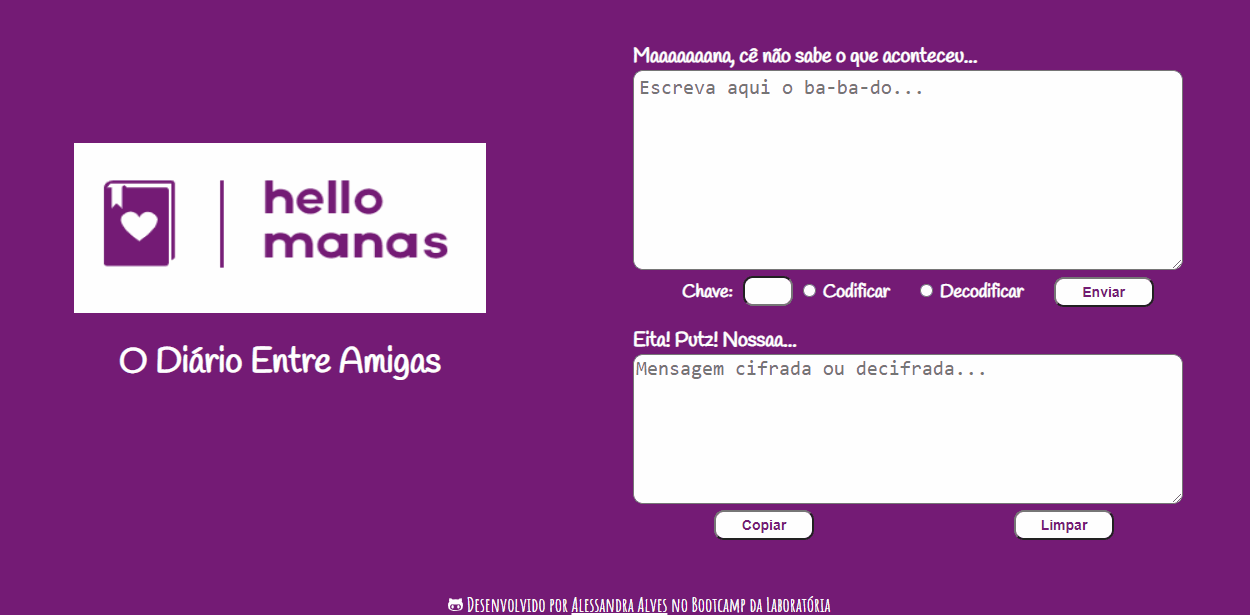 hello
manas
O Diário Entre Amigas
Maaaaaaana, cê não sabe o que aconteceu...
Escreva aqui o ba-ba-do...
Chave: Codificar Decodificar Enviar
Eita! Putz! Nossaa...
Mensagem cifrada ou decifrada...
Copiar Limpar
Desenvolvido por Alessandra Alves no Bootcamp da Laboratória